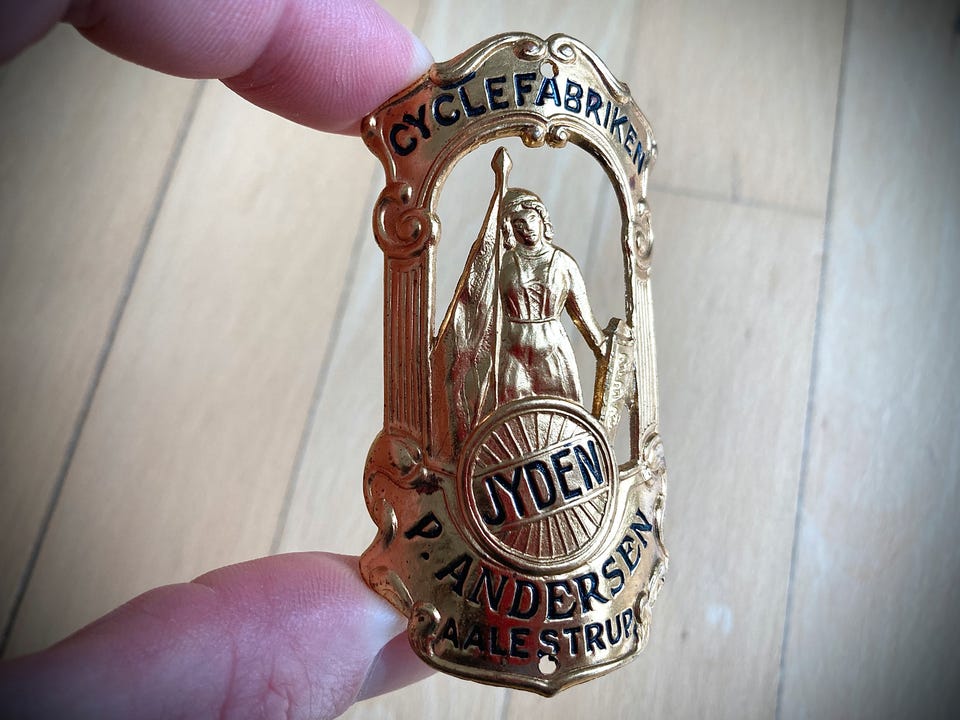 CYCLEFABRIKEN
JYDEN
P. ANDERSEN
AALESTRUP